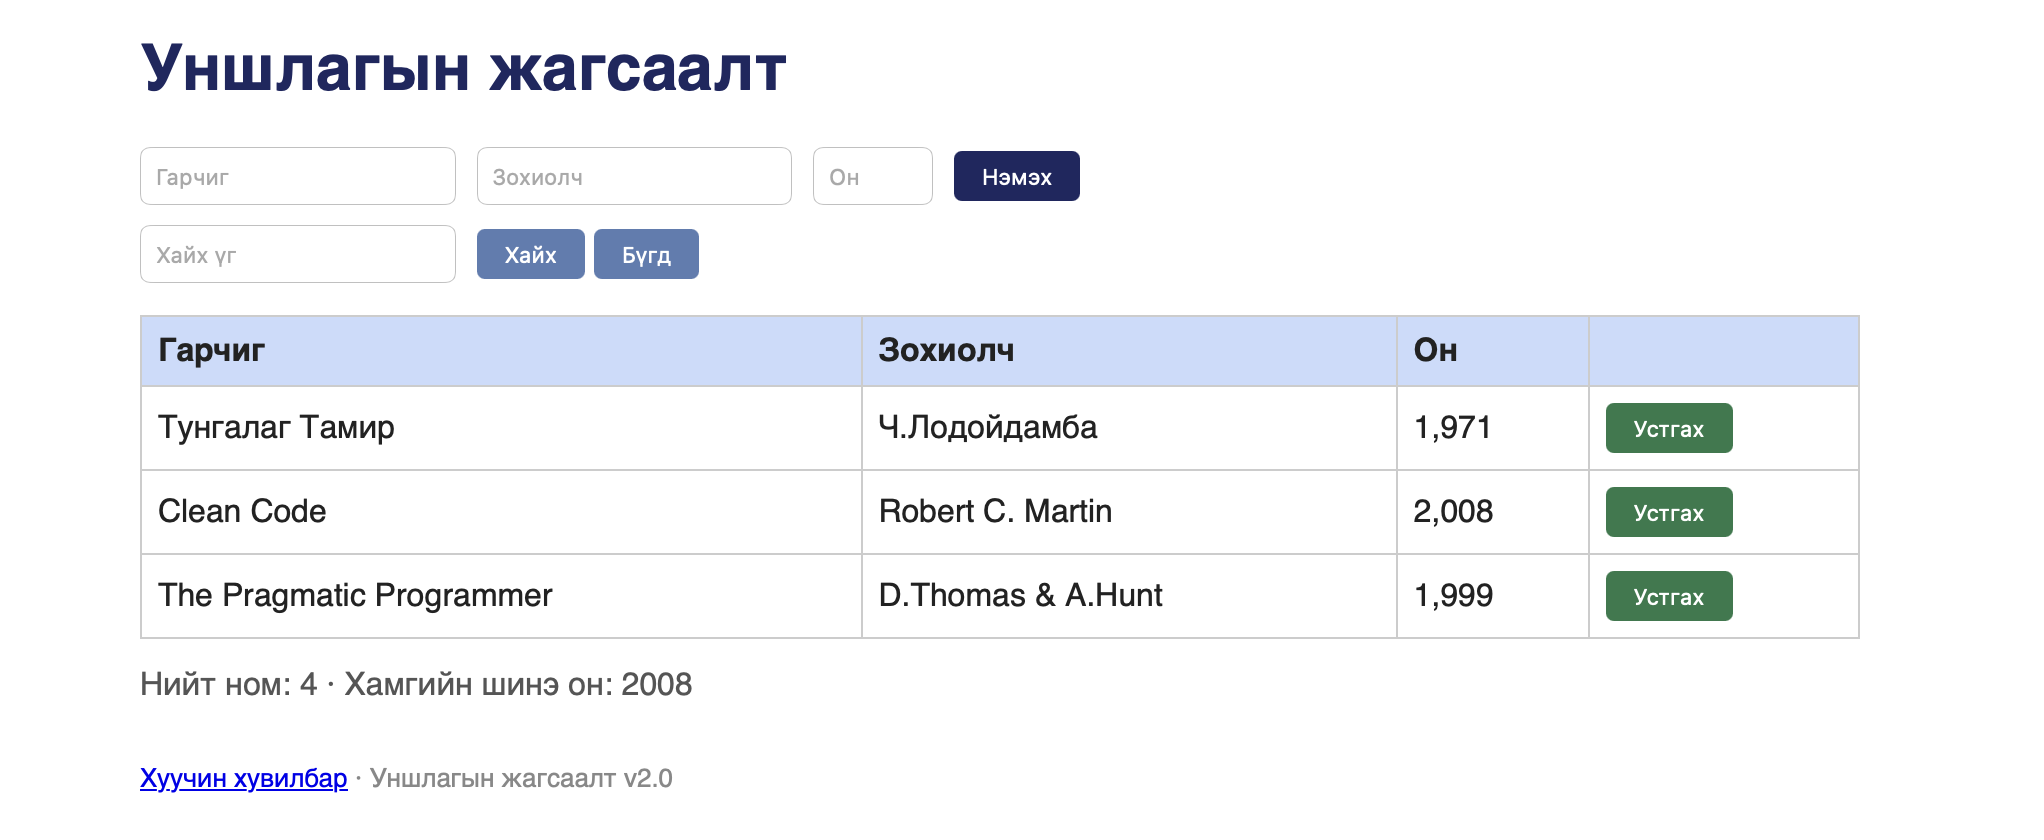 Уншлагын жагсаалт
Гарчиг Зохиолч Он Нэмэх
Хайх үг Хайх Бүгд
Гарчиг Зохиолч Он
Тунгалаг Тамир Ч.Лодойдамба 1,971 Устгах
Clean Code Robert C. Martin 2,008 Устгах
The Pragmatic Programmer D.Thomas & A.Hunt 1,999 Устгах
Нийт ном: 4 · Хамгийн шинэ он: 2008
Хуучин хувилбар · Уншлагын жагсаалт v2.0